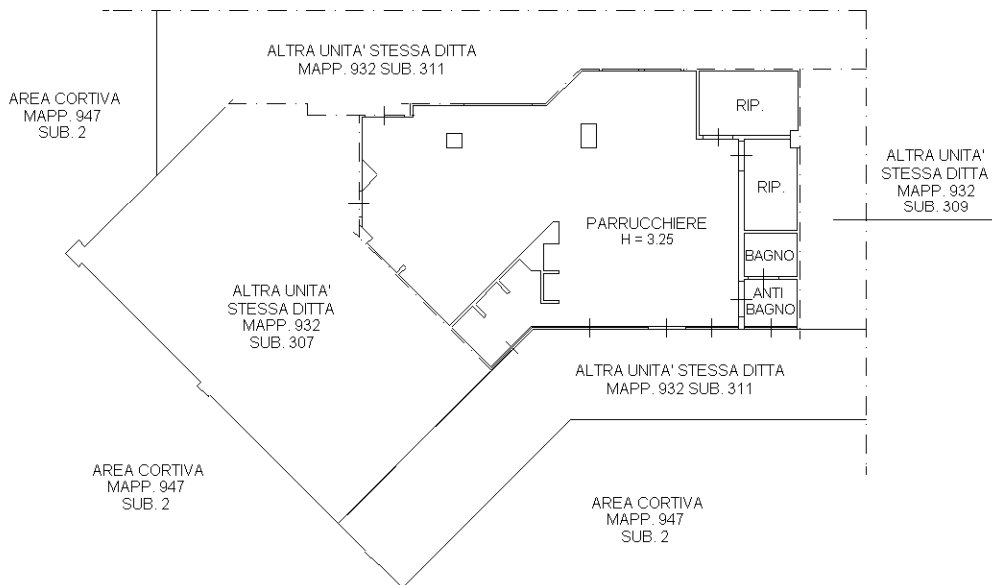 ALTRA UNITA' STESSA DITTA
MAPP. 932 SUB. 311
AREA CORTIVA
MAPP. 947
SUB. 2
RIP.
ALTRA UNITA'
STESSA DITTA
MAPP. 932
SUB. 309
RIP.
PARRUCCHIERE
H = 3.25
BAGNO
ANTI
BAGNO
ALTRA UNITA'
STESSA DITTA
MAPP. 932
SUB. 307
ALTRA UNITA' STESSA DITTA
MAPP. 932 SUB. 311
AREA CORTIVA
MAPP. 947
SUB. 2
AREA CORTIVA
MAPP. 947
SUB. 2